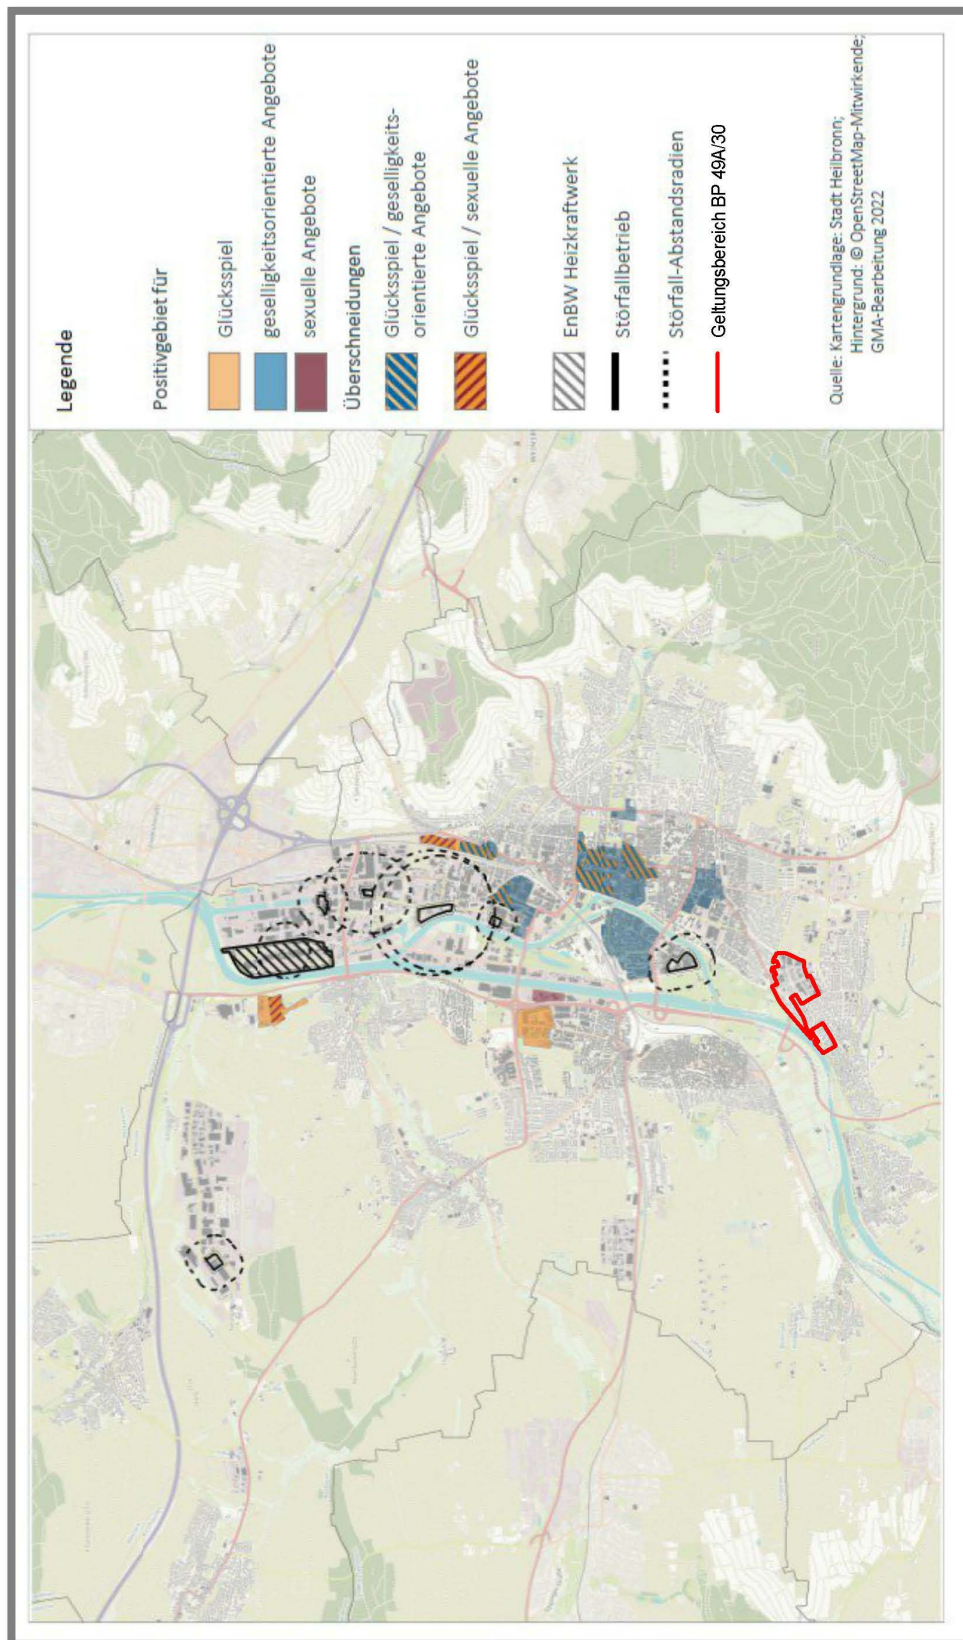 Legende
Positivgebiet für
Glücksspiel
geselligkeitsorientierte Angebote
sexuelle Angebote
Überschneidungen
Glücksspiel / geselligkeits-
orientierte Angebote
Glücksspiel / sexuelle Angebote
EnBW Heizkraftwerk
Störfallbetrieb
Störfall-Abstandsradien
Geltungsbereich BP 49A/30
Quelle: Kartengrundlage: Stadt Heilbronn;
Hintergrund: © OpenStreetMap-Mitwirkende;
GMA-Bearbeitung 2022